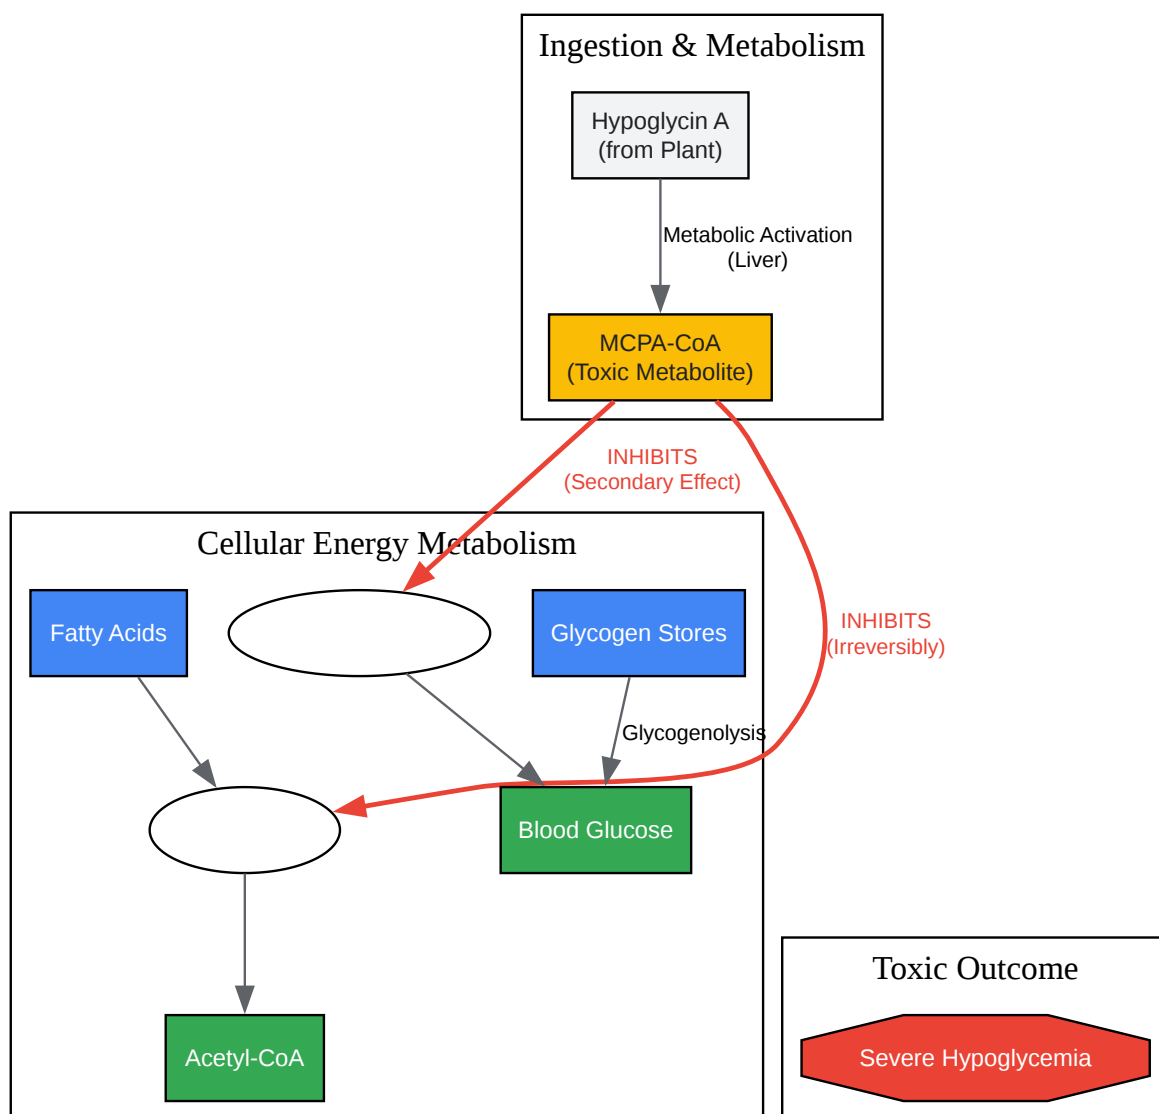 Ingestion & Metabolism
Hypoglycin A
(from Plant)
Metabolic Activation
(Liver)
MCPA-CoA
(Toxic Metabolite)
INHIBITS
(Secondary Effect)
Cellular Energy Metabolism
Fatty Acids
Glycogen Stores
INHIBITS
(Irreversibly)
Glycogenolysis
Blood Glucose
Toxic Outcome
Acetyl-CoA
Severe Hypoglycemia